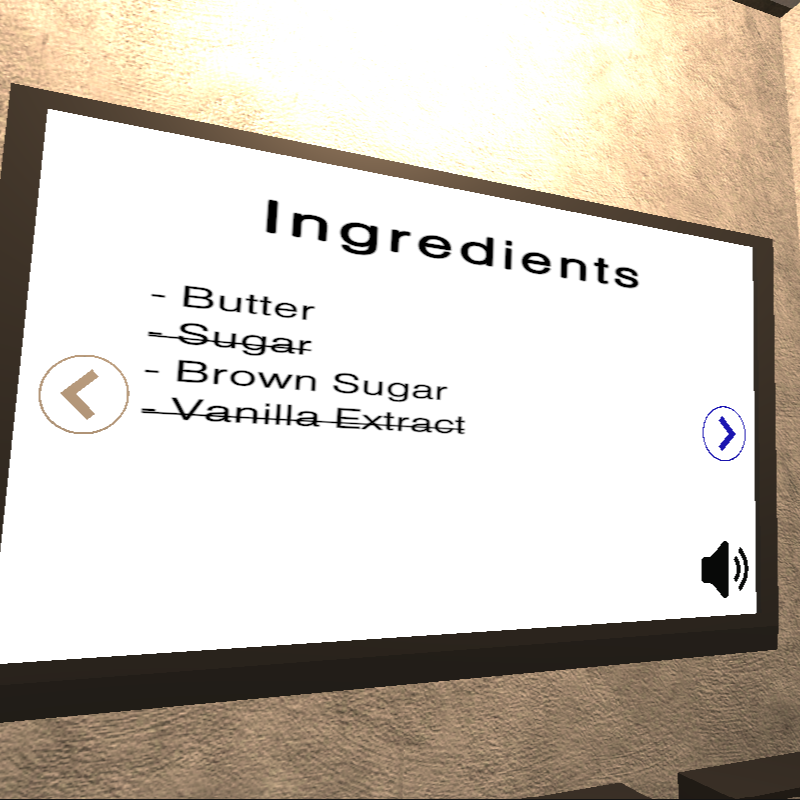 Ingredients
- Butter
- Sugar
- Brown Sugar
- Vanilla Extract